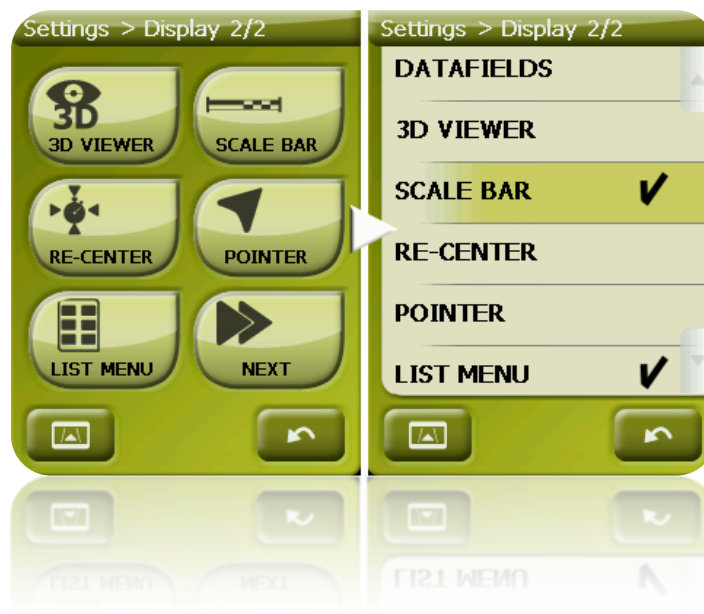 Settings > Display 2/2
3D
3D VIEWER
SCALE BAR
RE-CENTER
POINTER
LIST MENU
NEXT
Settings > Display 2/2
DATAFIELDS
3D VIEWER
SCALE BAR
RE-CENTER
POINTER
LIST MENU